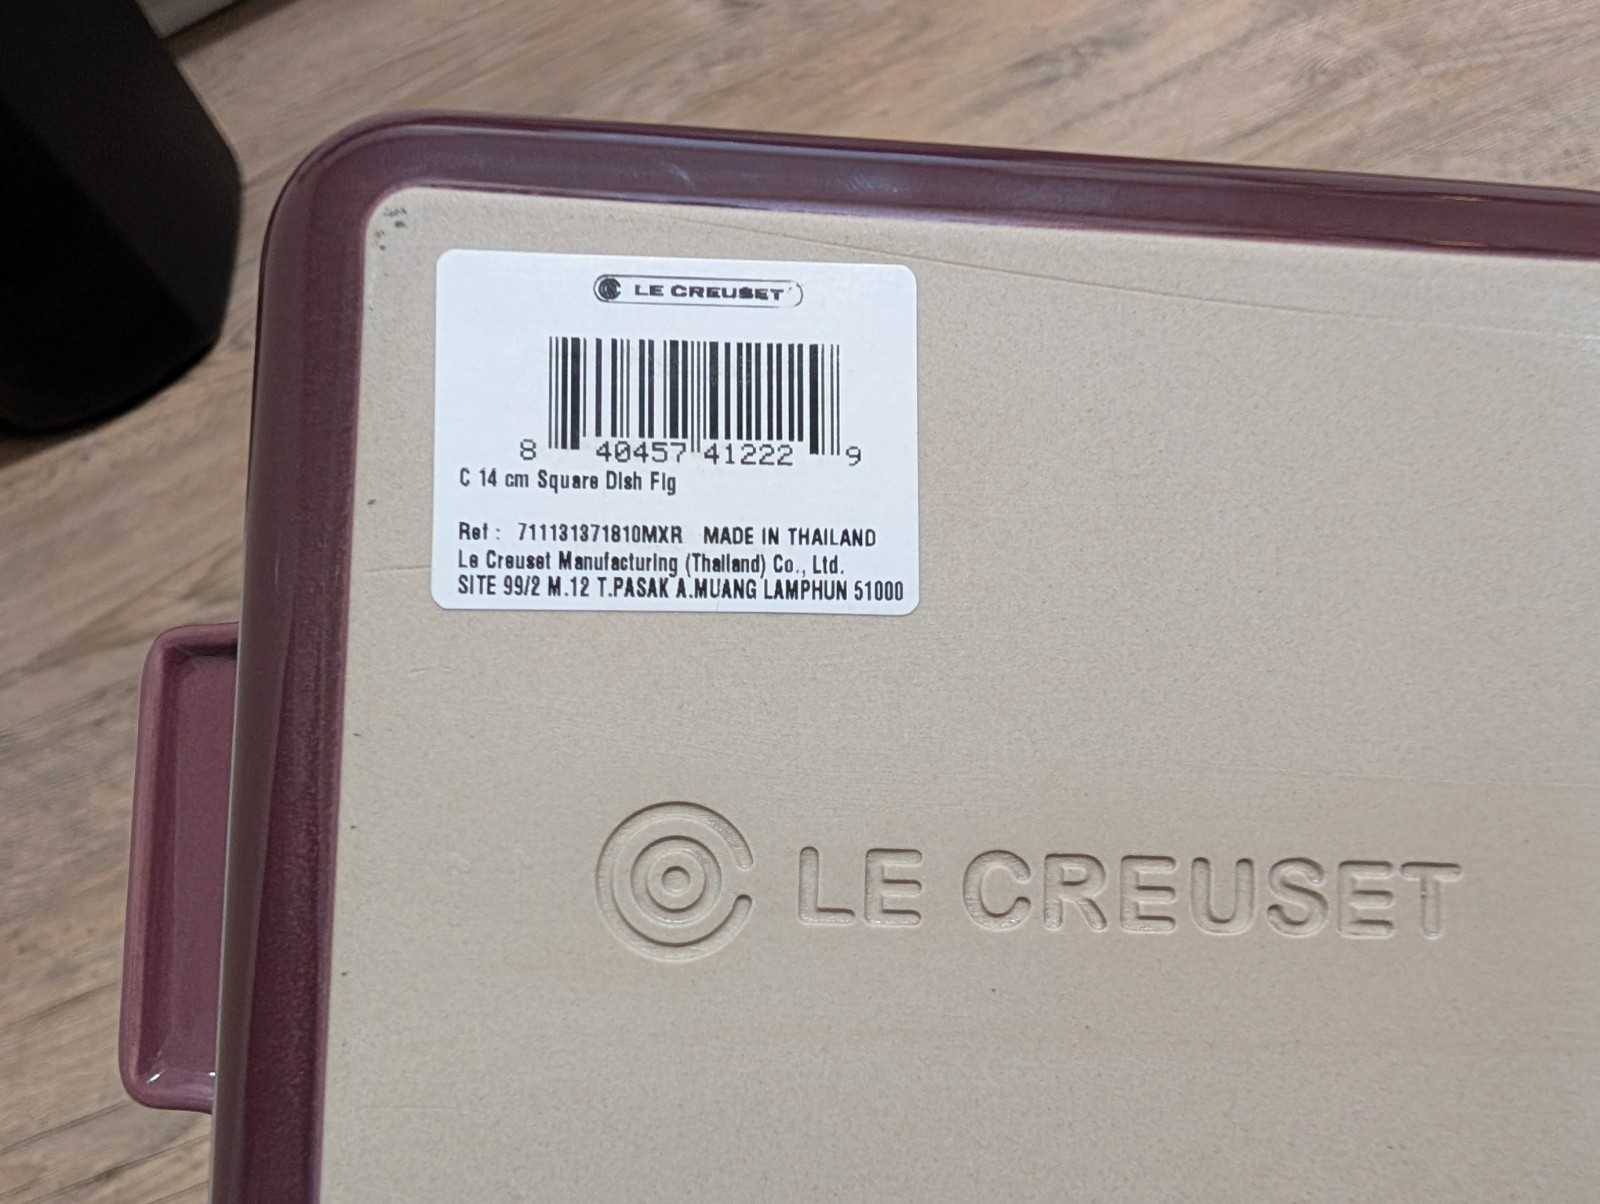 LE CREUSET
8 40457 41222 9
C 14 cm Square Dish Fig
Ref : 711131371810MXR MADE IN THAILAND
Le Creuset Manufacturing (Thailand) Co., Ltd.
SITE 99/2 M.12 T.PASAK A.MUANG LAMPHUN 51000
LE CREUSET